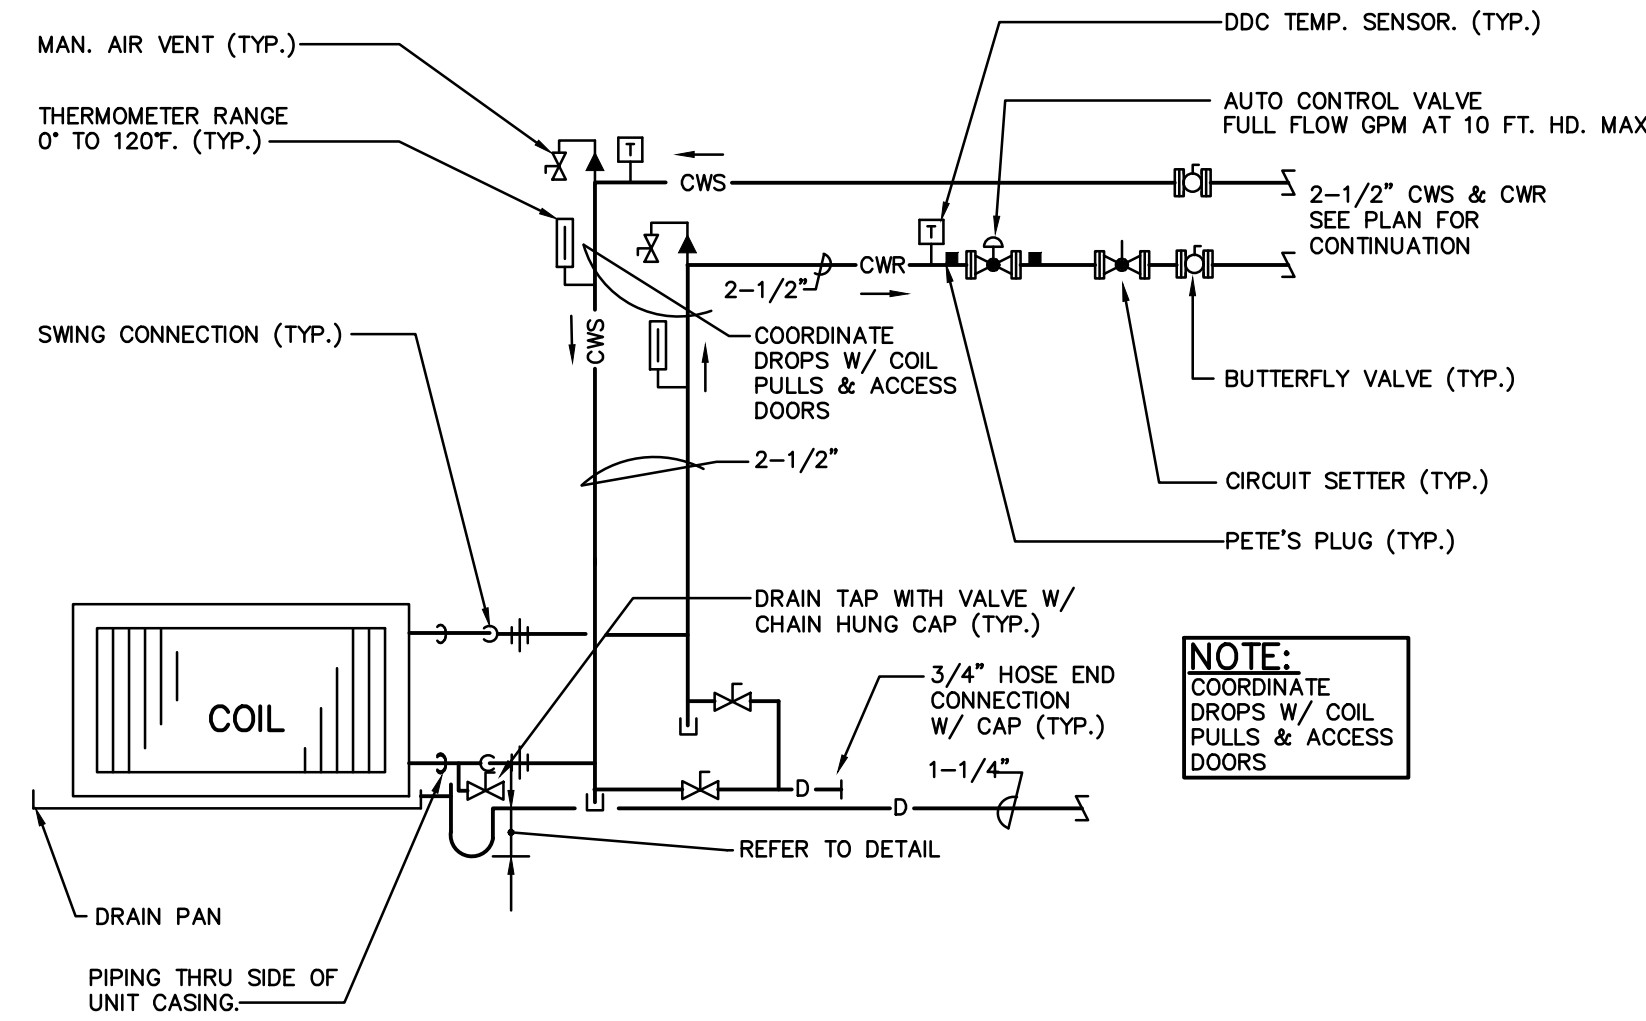 DDC TEMP. SENSOR. (TYP.)
MAN. AIR VENT (TYP.)
AUTO CONTROL VALVE
FULL FLOW GPM AT 10 FT. HD. MAX
THERMOMETER RANGE
0° TO 120°F. (TYP.)
T
CWS
2-1/2" CWS & CWR
SEE PLAN FOR
CONTINUATION
T
CWR
2-1/2"
SWING CONNECTION (TYP.)
CWS
COORDINATE
DROPS W/ COIL
PULLS & ACCESS
DOORS
BUTTERFLY VALVE (TYP.)
2-1/2"
CIRCUIT SETTER (TYP.)
PETE'S PLUG (TYP.)
DRAIN TAP WITH VALVE W/
CHAIN HUNG CAP (TYP.)
3/4" HOSE END
CONNECTION
W/ CAP (TYP.)
NOTE:
COORDINATE
DROPS W/ COIL
PULLS & ACCESS
DOORS
COIL
1-1/4"
D
D
REFER TO DETAIL
DRAIN PAN
PIPING THRU SIDE OF
UNIT CASING.